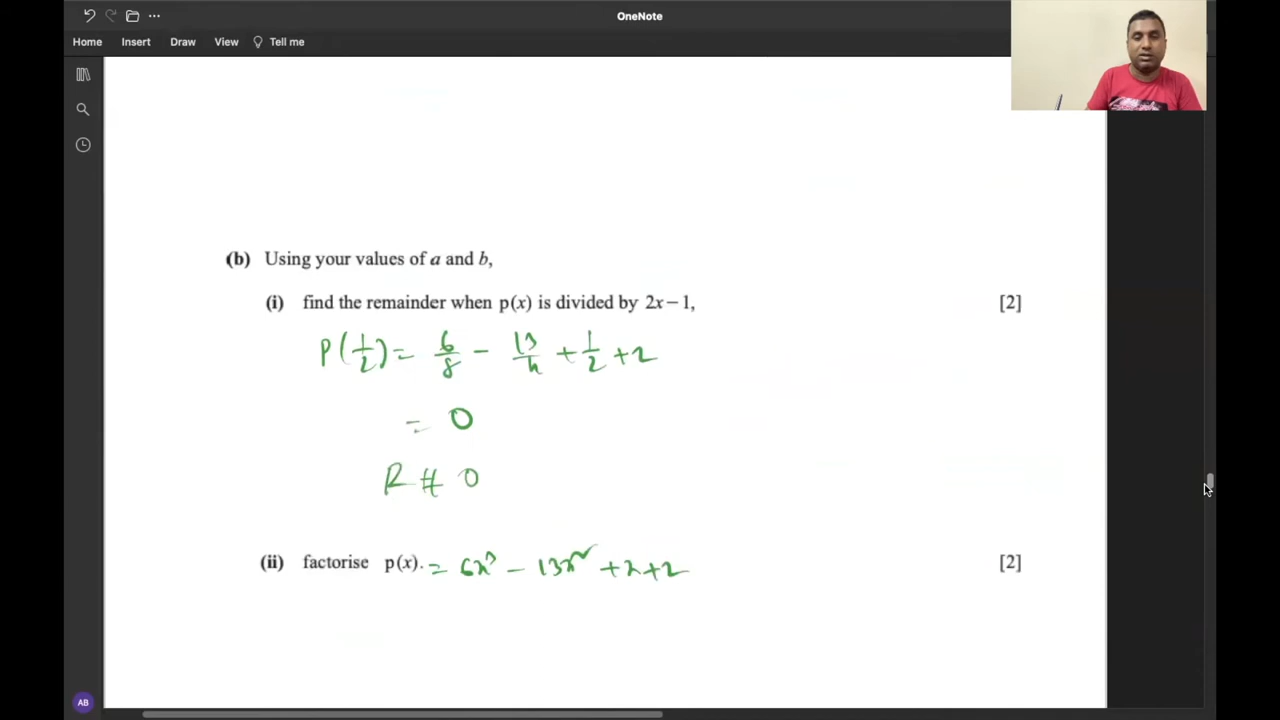 OneNote
Home Insert Draw View Tell me
(b) Using your values of a and b,
(i) find the remainder when p(x) is divided by 2x−1, [2]
P(1/2) = 6/8 − 13/4 + 1/2 + 2
= 0
R # 0
(ii) factorise p(x). = 6x³ − 13x² + x + 2 [2]
AB